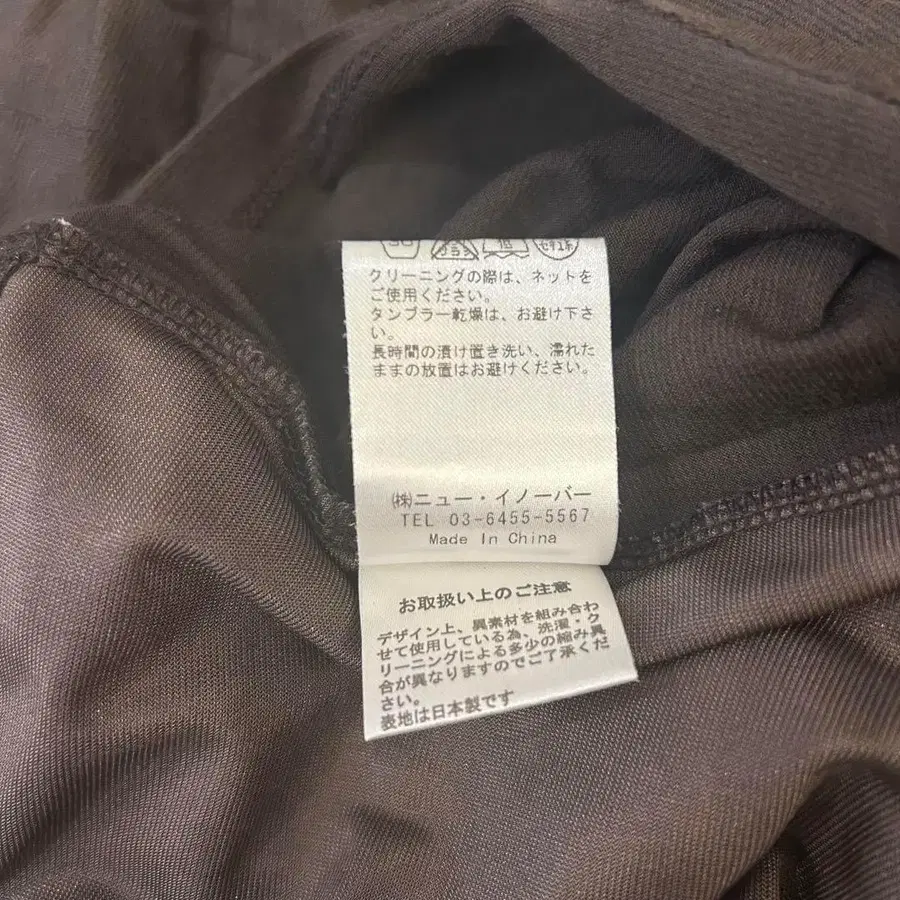 クリーニングの際は、ネットを
ご使用ください。
タンブラー乾燥は、お避け下さ
い。
長時間の漬け置き洗い、濡れた
ままの放置はお避けください。
㈱ニュー・イノーバー
TEL 03-6455-5567
Made In China
お取扱い上のご注意
デザイン上、異素材を組み合わ
せて使用している為、洗濯・ク
リーニングによる多少の縮み具
合が異なりますのでご了承くだ
さい。
表地は日本製です